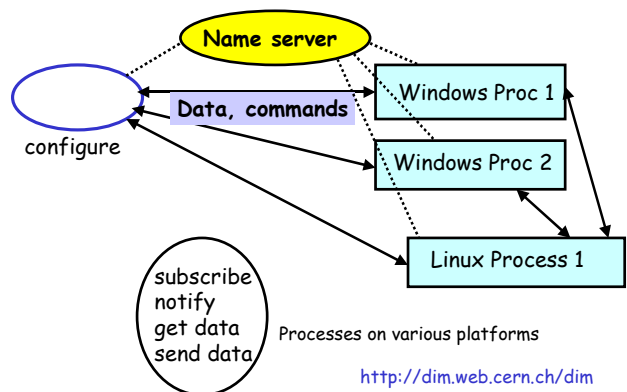 Name server
Windows Proc 1
Data, commands
configure
Windows Proc 2
Linux Process 1
subscribe
notify
get data
send data
Processes on various platforms
http://dim.web.cern.ch/dim